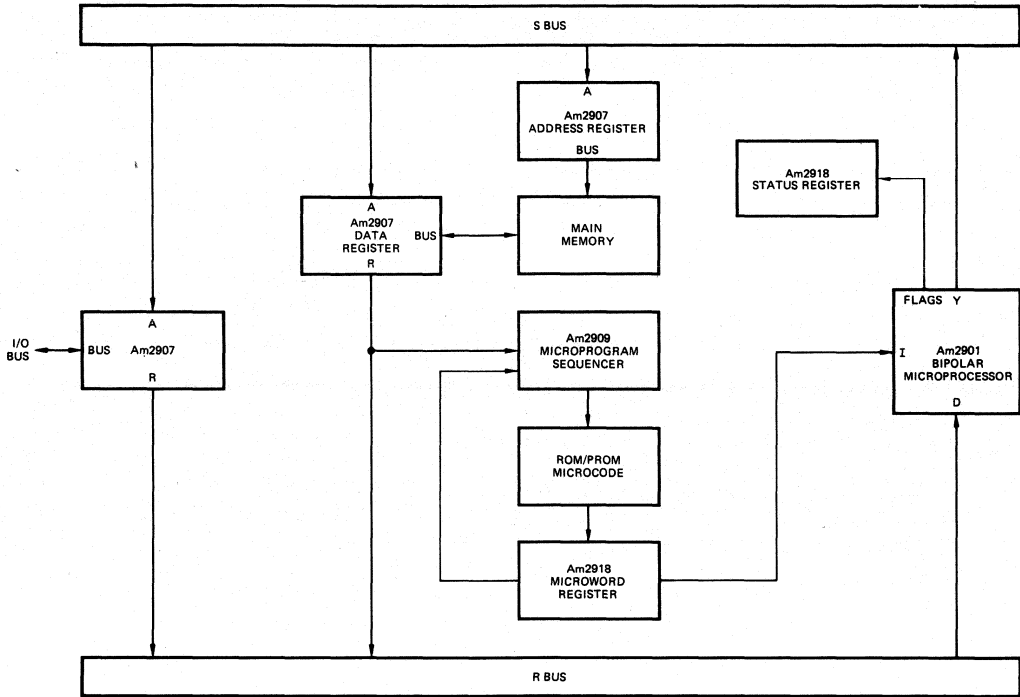 S BUS
A
Am2907
ADDRESS REGISTER
BUS
Am2918
STATUS REGISTER
A
Am2907
DATA
REGISTER
BUS
R
MAIN
MEMORY
I/O
BUS
A
BUS
Am2907
R
Am2909
MICROPROGRAM
SEQUENCER
FLAGS Y
I
Am2901
BIPOLAR
MICROPROCESSOR
D
ROM/PROM
MICROCODE
Am2918
MICROWORD
REGISTER
R BUS